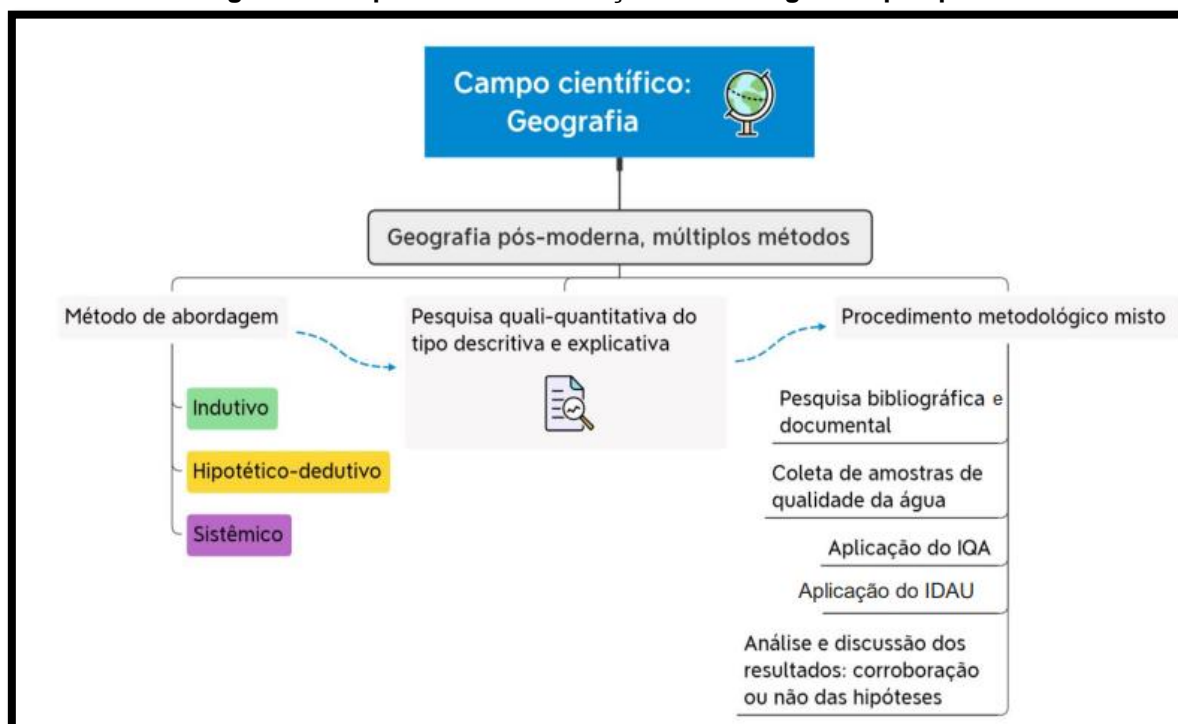 Campo científico:
Geografia
Geografia pós-moderna, múltiplos métodos
Método de abordagem
Indutivo
Hipotético-dedutivo
Sistêmico
Pesquisa quali-quantitativa do
tipo descritiva e explicativa
Procedimento metodológico misto
Pesquisa bibliográfica e
documental
Coleta de amostras de
qualidade da água
Aplicação do IQA
Aplicação do IDAU
Análise e discussão dos
resultados: corroboração
ou não das hipóteses